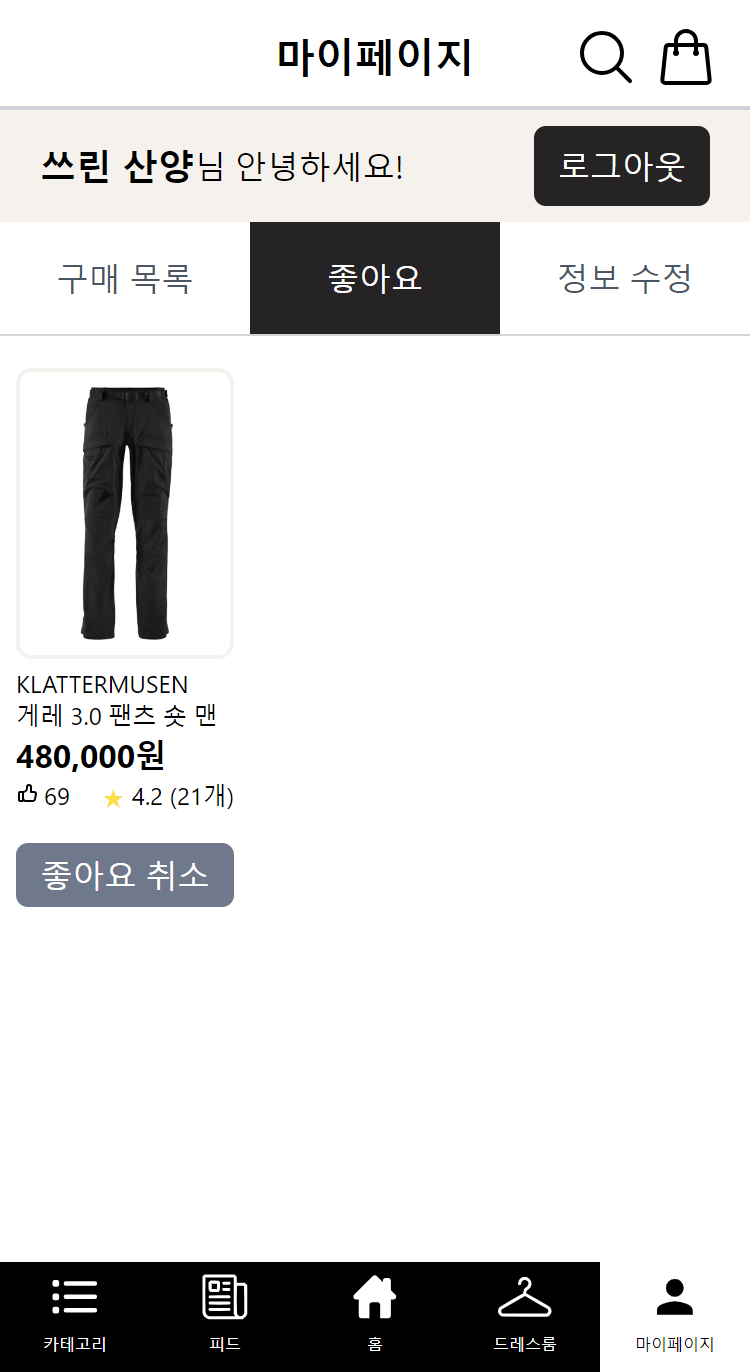 마이페이지
쓰린 산양님 안녕하세요! 로그아웃
구매 목록 좋아요 정보 수정
KLATTERMUSEN
게레 3.0 팬츠 숏 맨
480,000원
69 ★ 4.2 (21개)
좋아요 취소
카테고리 피드 홈 드레스룸 마이페이지